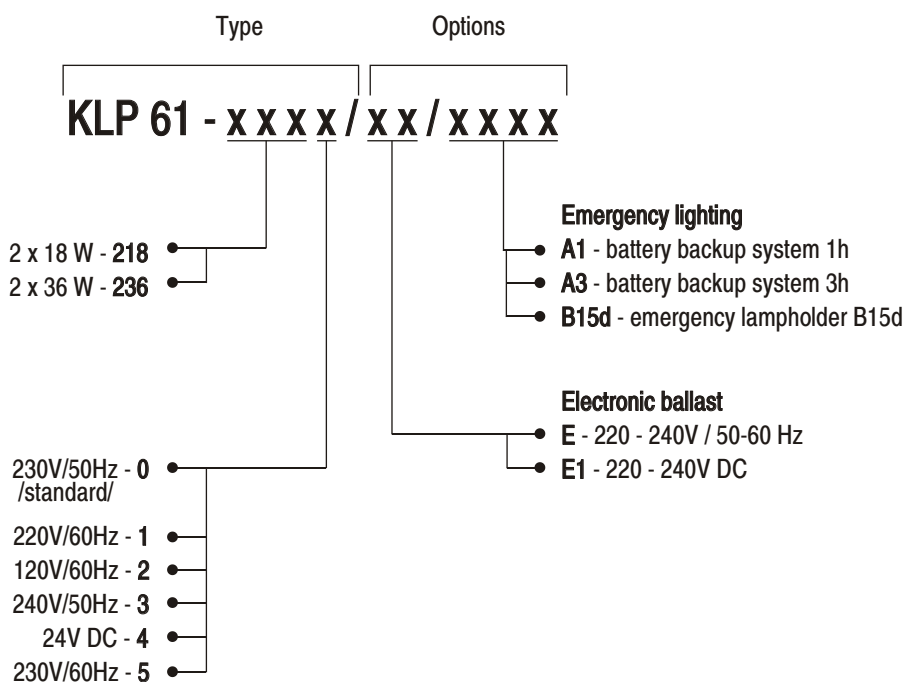 Type Options
KLP 61 - x x x x / x x / x x x x
2 x 18 W - 218
2 x 36 W - 236
Emergency lighting
A1 - battery backup system 1h
A3 - battery backup system 3h
B15d - emergency lampholder B15d
Electronic ballast
E - 220 - 240V / 50-60 Hz
E1 - 220 - 240V DC
230V/50Hz - 0
/standard/
220V/60Hz - 1
120V/60Hz - 2
240V/50Hz - 3
24V DC - 4
230V/60Hz - 5